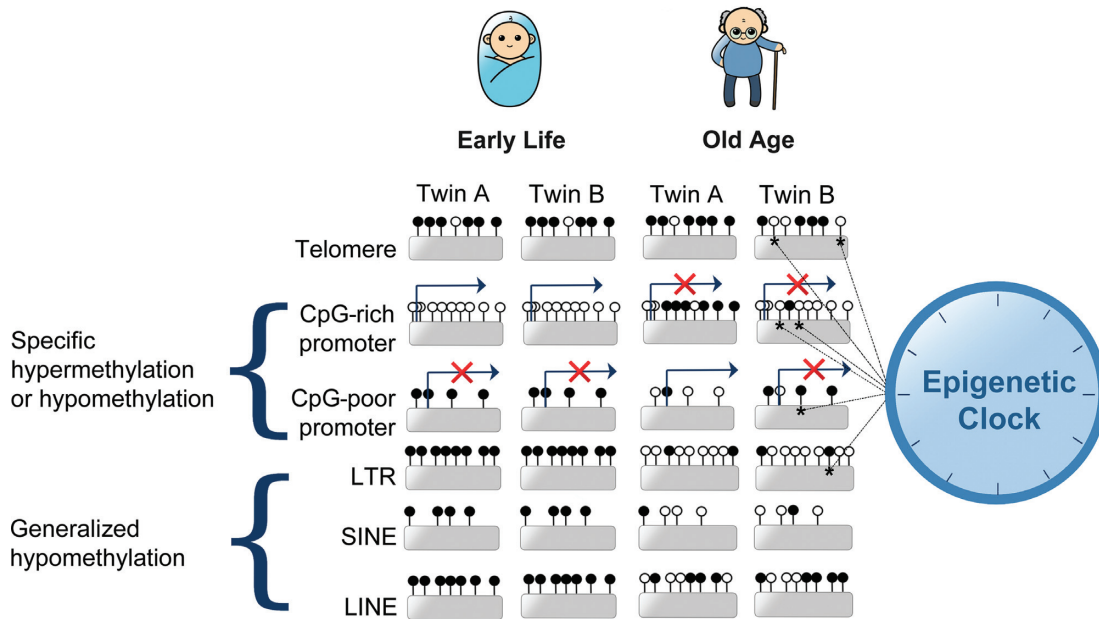 Early Life
Old Age
Twin A
Twin B
Twin A
Twin B
Telomere
Specific
hypermethylation
or hypomethylation
CpG-rich
promoter
CpG-poor
promoter
Generalized
hypomethylation
LTR
SINE
LINE
Epigenetic
Clock